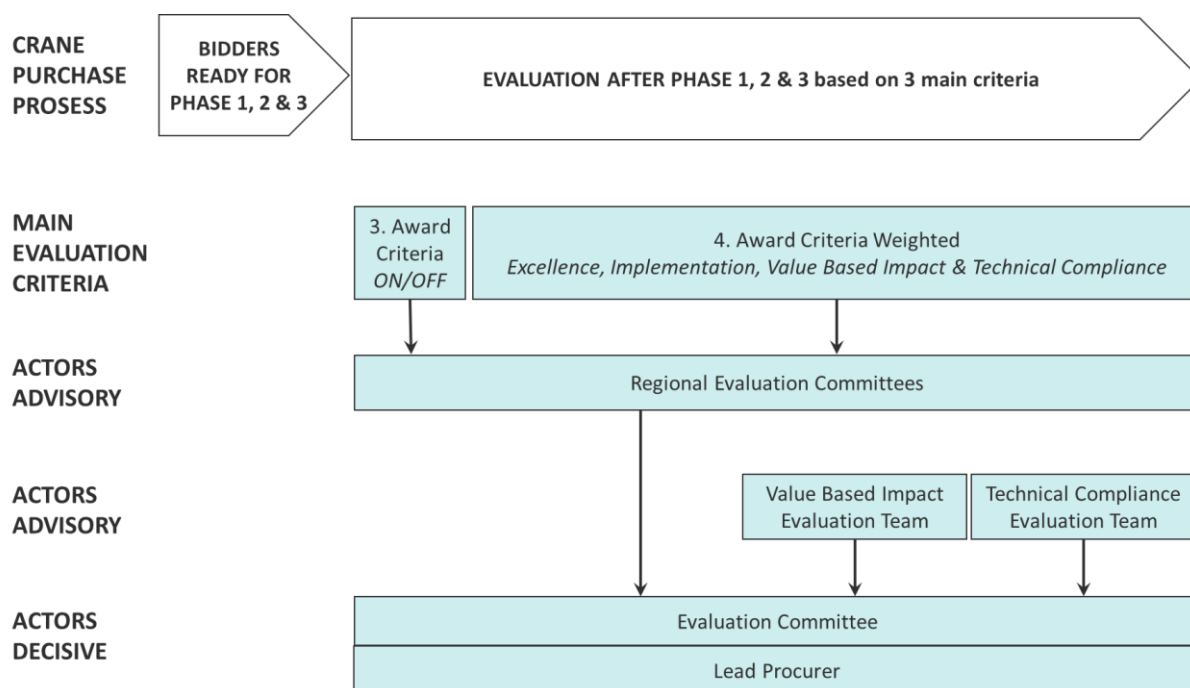 CRANE
PURCHASE
PROSESS
BIDDERS
READY FOR
PHASE 1, 2 & 3
EVALUATION AFTER PHASE 1, 2 & 3 based on 3 main criteria
MAIN
EVALUATION
CRITERIA
3. Award
Criteria
ON/OFF
4. Award Criteria Weighted
Excellence, Implementation, Value Based Impact & Technical Compliance
ACTORS
ADVISORY
Regional Evaluation Committees
ACTORS
ADVISORY
Value Based Impact
Evaluation Team
Technical Compliance
Evaluation Team
ACTORS
DECISIVE
Evaluation Committee
Lead Procurer